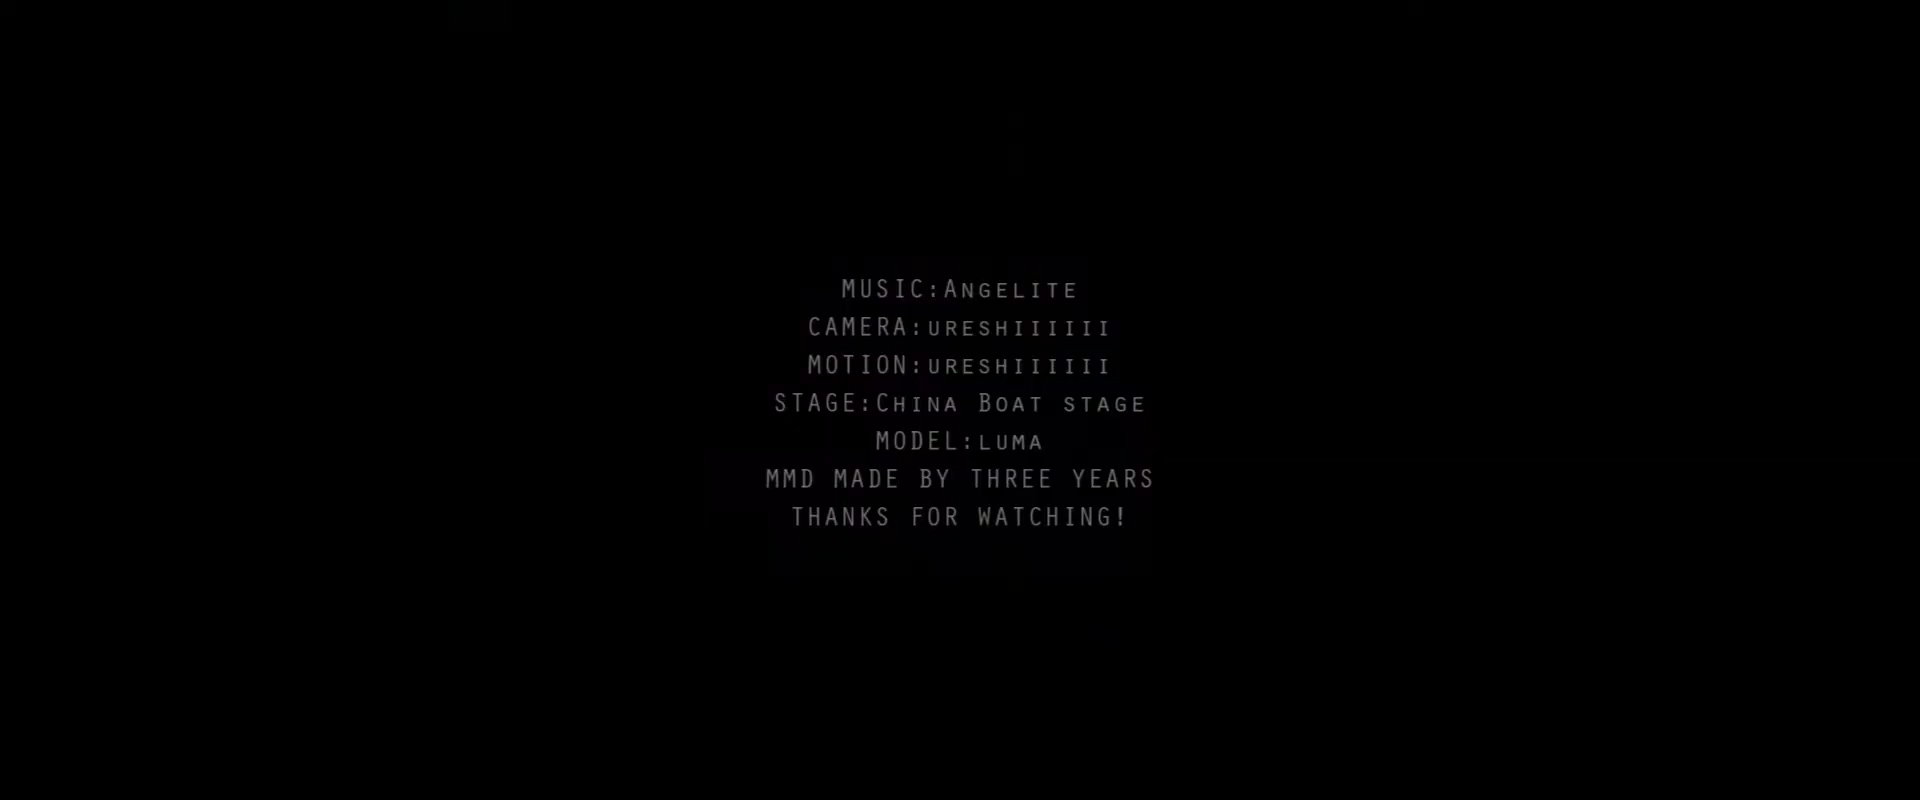 MUSIC:Angelite
CAMERA:ureshiiiiii
MOTION:ureshiiiiii
STAGE:China Boat stage
MODEL:luma
MMD MADE BY THREE YEARS
THANKS FOR WATCHING!